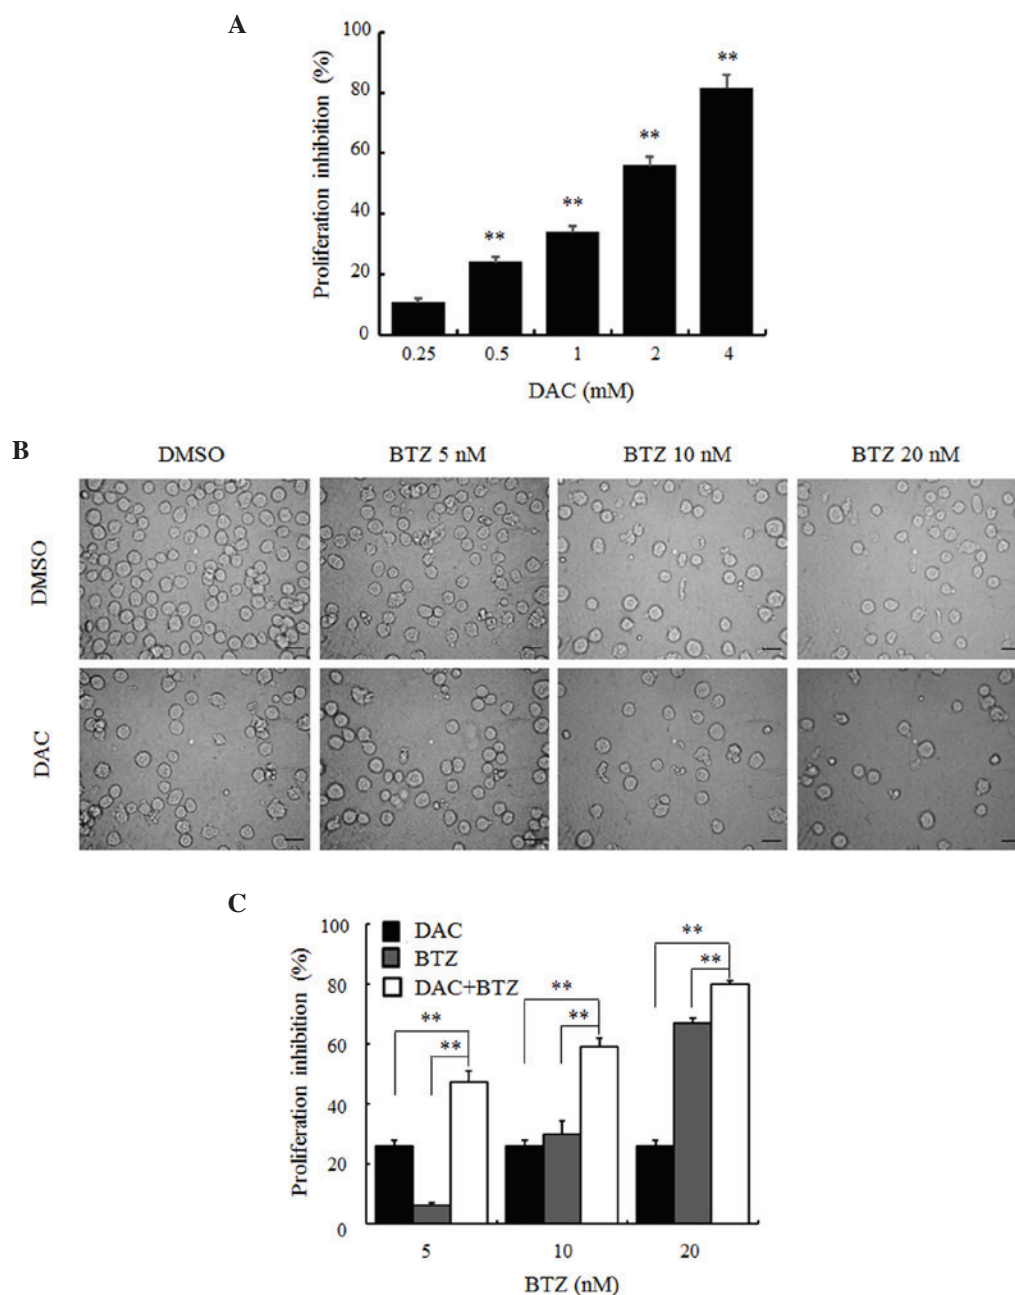 A
Proliferation inhibition (%)
100
80
60
40
20
0
**
**
**
**
0.25 0.5 1 2 4
DAC (mM)
B
DMSO BTZ 5 nM BTZ 10 nM BTZ 20 nM
DMSO
DAC
C
Proliferation inhibition (%)
100
80
60
40
20
0
DAC
BTZ
DAC+BTZ
**
**
**
**
**
**
5 10 20
BTZ (nM)